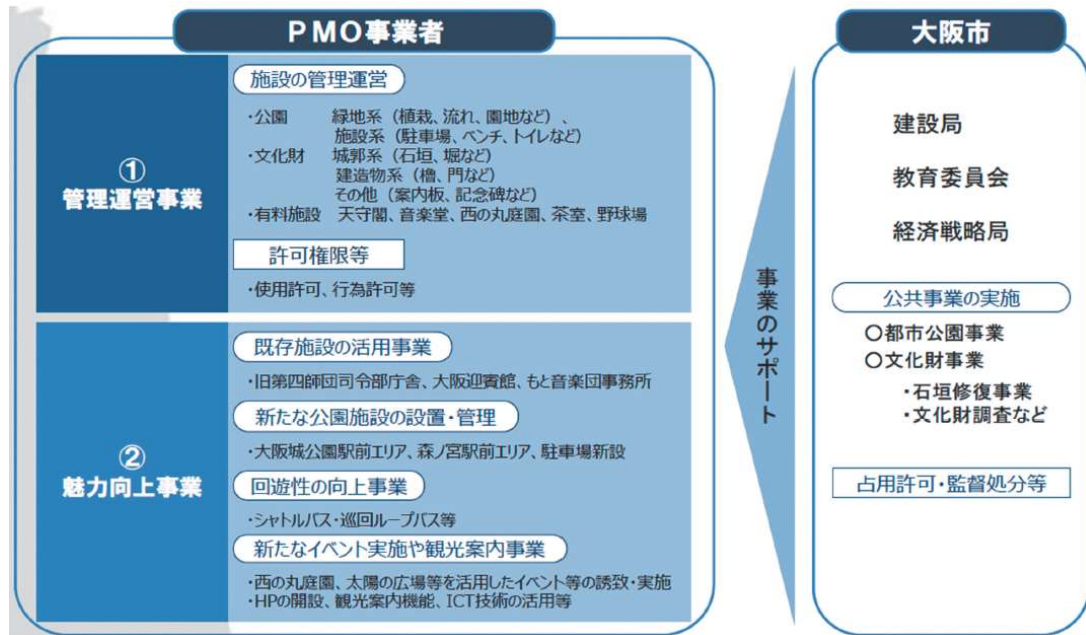 PMO事業者
①
管理運営事業
施設の管理運営
・公園 緑地系（植栽、流れ、園地など）、
施設系（駐車場、ベンチ、トイレなど）
・文化財 城郭系（石垣、堀など）
建造物系（櫓、門など）
その他（案内板、記念碑など）
・有料施設 天守閣、音楽堂、西の丸庭園、茶室、野球場
許可権限等
・使用許可、行為許可等
②
魅力向上事業
既存施設の活用事業
・旧第四師団司令部庁舎、大阪迎賓館、もと音楽団事務所
新たな公園施設の設置・管理
・大阪城公園駅前エリア、森ノ宮駅前エリア、駐車場新設
回遊性の向上事業
・シャトルバス・巡回ループバス等
新たなイベント実施や観光案内事業
・西の丸庭園、太陽の広場等を活用したイベント等の誘致・実施
・HPの開設、観光案内機能、ICT技術の活用等
事業のサポート
大阪市
建設局
教育委員会
経済戦略局
公共事業の実施
〇都市公園事業
〇文化財事業
・石垣修復事業
・文化財調査など
占用許可・監督処分等